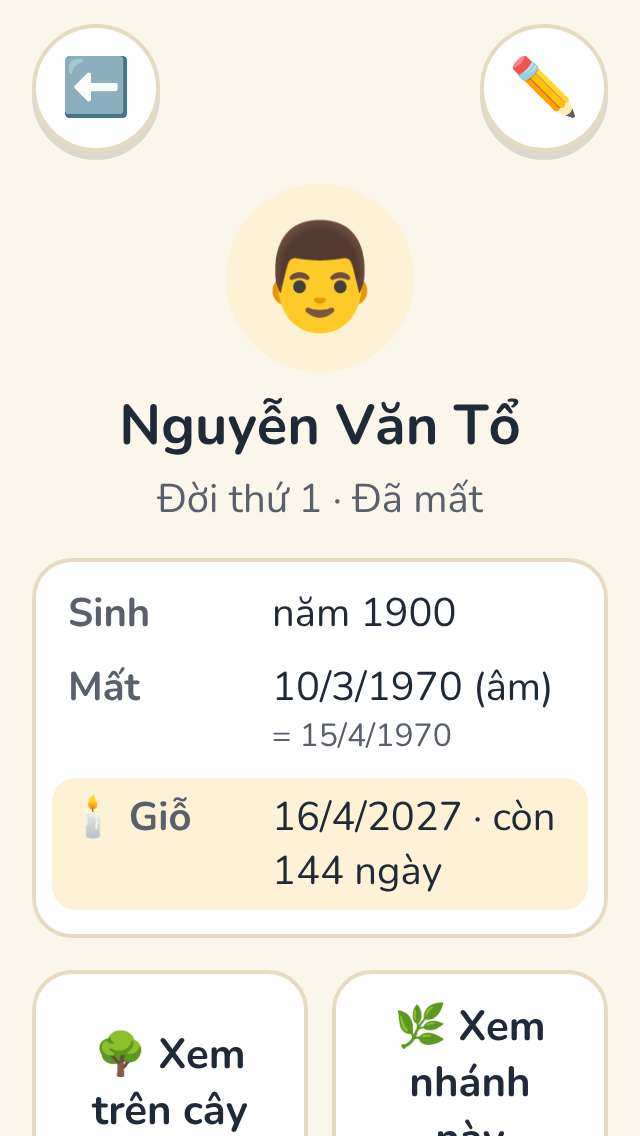 Nguyễn Văn Tổ
Đời thứ 1 · Đã mất
Sinh năm 1900
Mất 10/3/1970 (âm)
= 15/4/1970
Giỗ 16/4/2027 · còn
144 ngày
Xem
trên cây
Xem
nhánh
này